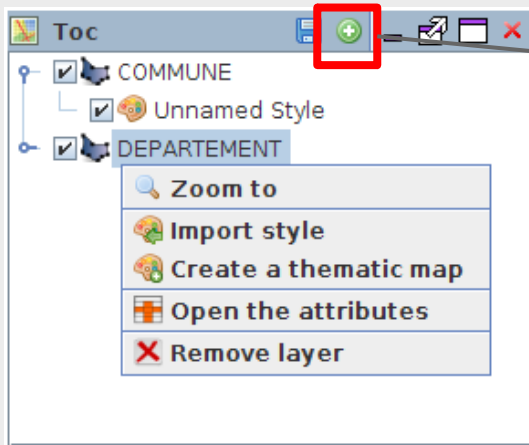 Toc
COMMUNE
Unnamed Style
DEPARTEMENT
Zoom to
Import style
Create a thematic map
Open the attributes
Remove layer